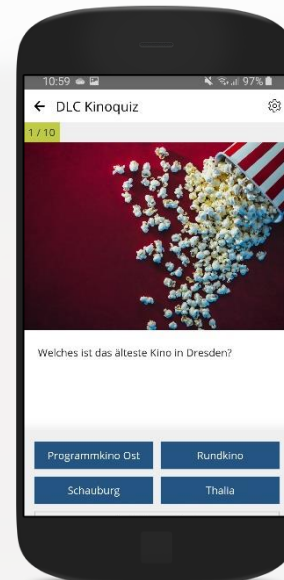 10:59 97%
← DLC Kinoquiz
1 / 10
Welches ist das älteste Kino in Dresden?
Programmkino Ost Rundkino
Schauburg Thalia